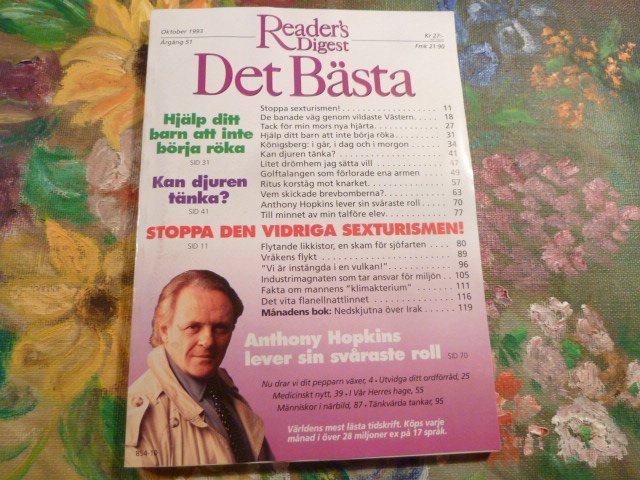 Oktober 1993
Årgång 51
Reader's
Digest
Kr 27:-
Fmk 21:90
Det Bästa
Hjälp ditt
barn att inte
börja röka
SID 31
Kan djuren
tänka?
SID 41
Stoppa sexturismen! 11
De banade väg genom vildaste Västern 18
Tack för min mors nya hjärta 27
Hjälp ditt barn att inte börja röka 31
Königsberg: i går, i dag och i morgon 34
Kan djuren tänka? 41
Litet drömhem jag sätta vill 47
Golftalangen som förlorade ena armen 49
Ritus korståg mot knarket 57
Vem skickade brevbomberna? 63
Anthony Hopkins lever sin svåraste roll 70
Till minnet av min talföre elev 77
STOPPA DEN VIDRIGA SEXTURISMEN!
SID 11
Flytande likkistor, en skam för sjöfarten 80
Vråkens flykt 89
"Vi är instängda i en vulkan!" 96
Industrimagnaten som tar ansvar för miljön 105
Fakta om mannens "klimakterium" 111
Det vita flanellnattlinnet 116
Månadens bok: Nedskjutna över Irak 119
Anthony Hopkins
lever sin svåraste roll SID 70
Nu drar vi dit pepparn växer, 4 • Utvidga ditt ordförråd, 25
Medicinskt nytt, 39 • I Vår Herres hage, 55
Människor i närbild, 87 • Tänkvärda tankar, 95
Världens mest lästa tidskrift. Köps varje
månad i över 28 miljoner ex på 17 språk.
854-10